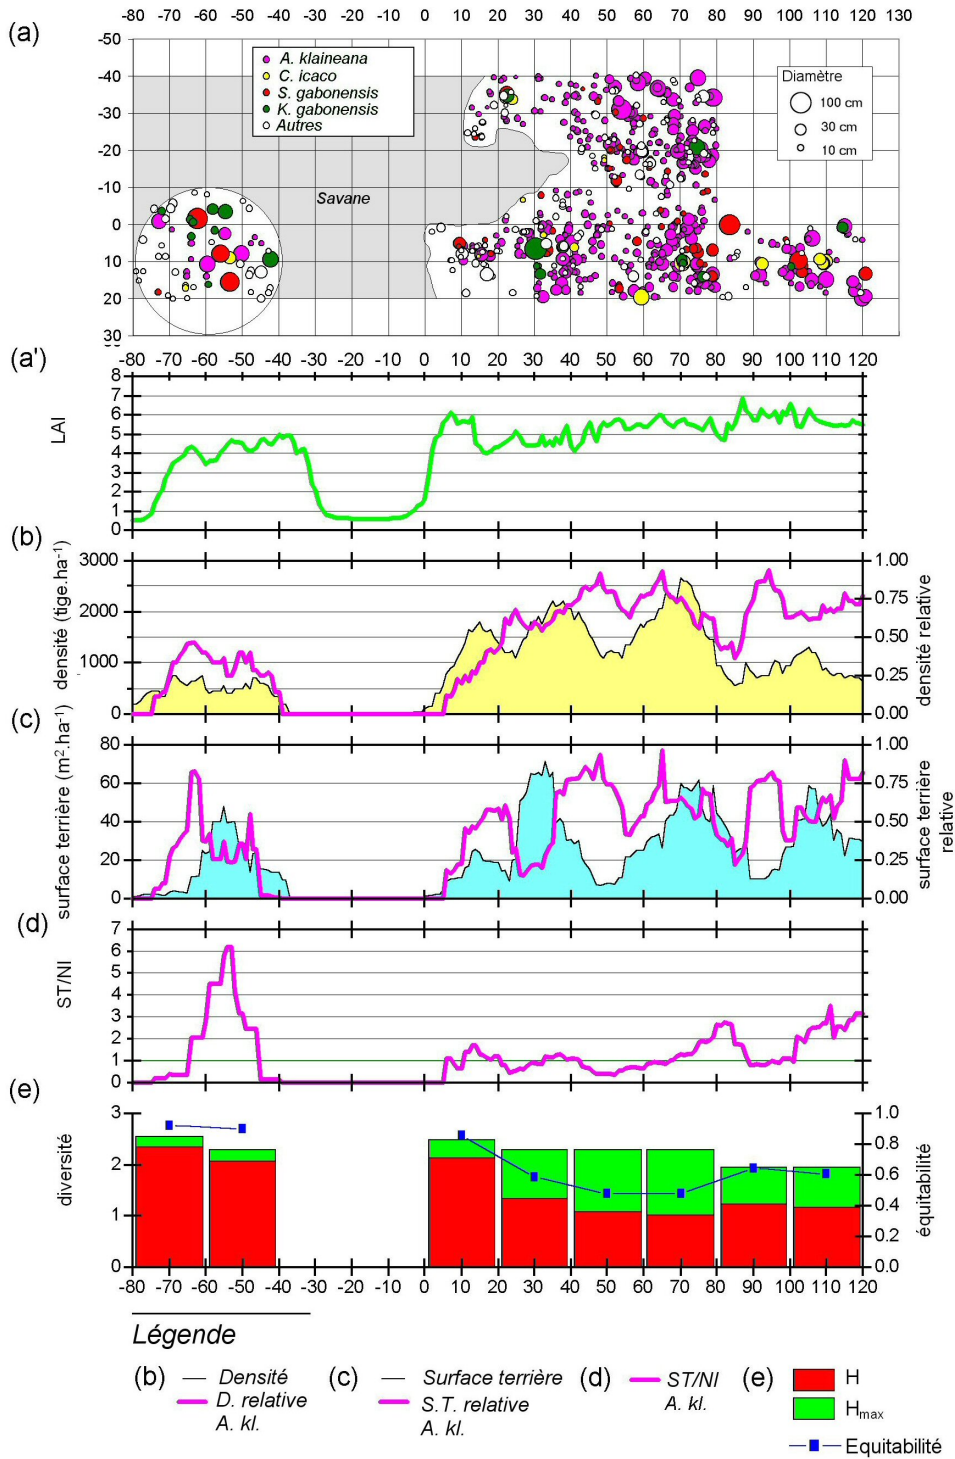 (a)
-80 -70 -60 -50 -40 -30 -20 -10 0 10 20 30 40 50 60 70 80 90 100 110 120 130
-50
-40
-30
-20
-10
0
10
20
30
A. klaineana
C. icaco
S. gabonensis
K. gabonensis
Autres
Diamètre
100 cm
30 cm
10 cm
Savane
(a')
-80 -70 -60 -50 -40 -30 -20 -10 0 10 20 30 40 50 60 70 80 90 100 110 120
LAI
8
7
6
5
4
3
2
1
0
(b)
densité (tige.ha⁻¹)
3000
2000
1000
0
1.00
0.75
0.50
0.25
0.00
densité relative
(c)
surface terrière (m².ha⁻¹)
80
60
40
20
0
1.00
0.75
0.50
0.25
0.00
surface terrière
relative
(d)
ST/NI
7
6
5
4
3
2
1
0
(e)
diversité
3
2
1
0
1.0
0.8
0.6
0.4
0.2
0.0
équitabilité
-80 -70 -60 -50 -40 -30 -20 -10 0 10 20 30 40 50 60 70 80 90 100 110 120
Légende
(b) Densité
D. relative
A. kl.
(c) Surface terrière
S.T. relative
A. kl.
(d) ST/NI
A. kl.
(e) H
Hmax
Equitabilité